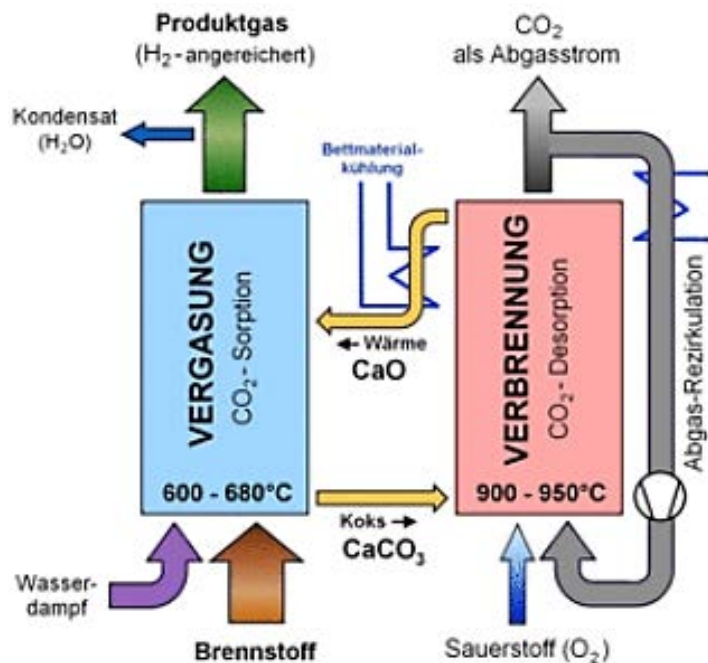 Produktgas
(H₂-angereichert)
CO₂
als Abgasstrom
Kondensat
(H₂O)
Bettmaterial-
kühlung
VERGASUNG
CO₂-Sorption
600 - 680°C
← Wärme
CaO
Koks →
CaCO₃
VERBRENNUNG
CO₂-Desorption
900 - 950°C
Abgas-Rezirkulation
Wasser-
dampf
Brennstoff
Sauerstoff (O₂)